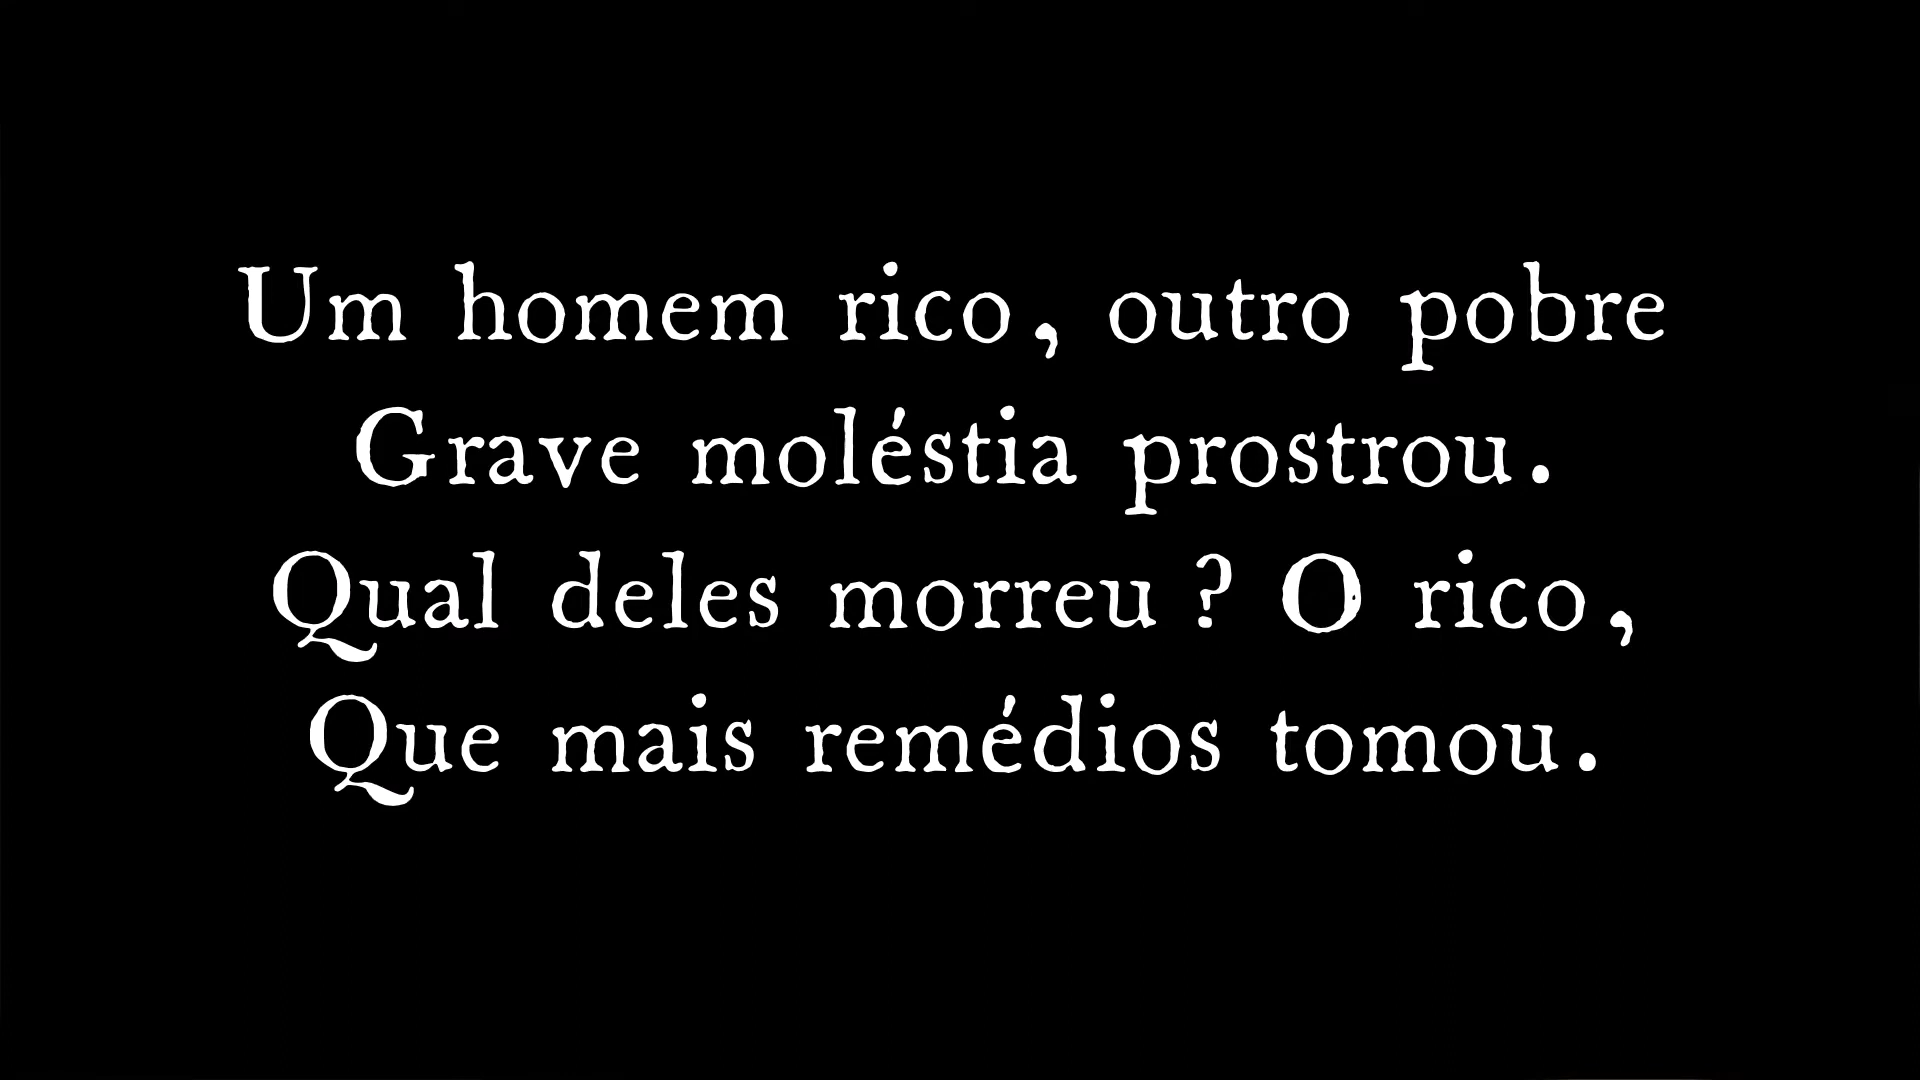 Um homem rico, outro pobre
Grave moléstia prostrou.
Qual deles morreu? O rico,
Que mais remédios tomou.